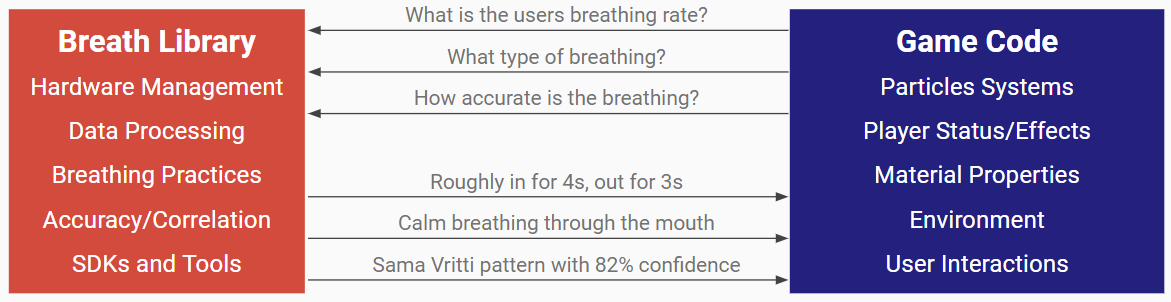 Breath Library
Hardware Management
Data Processing
Breathing Practices
Accuracy/Correlation
SDKs and Tools
What is the users breathing rate?
What type of breathing?
How accurate is the breathing?
Roughly in for 4s, out for 3s
Calm breathing through the mouth
Sama Vritti pattern with 82% confidence
Game Code
Particles Systems
Player Status/Effects
Material Properties
Environment
User Interactions